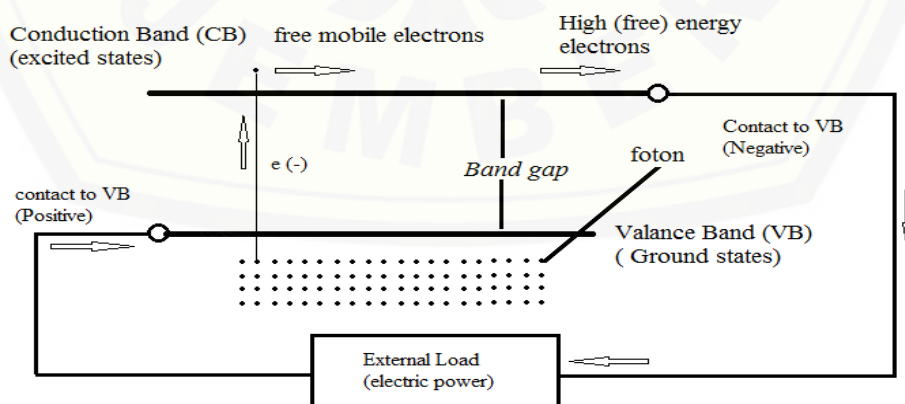 Conduction Band (CB)
(excited states)
free mobile electrons
High (free) energy
electrons
e (-)
Band gap
foton
Contact to VB
(Negative)
contact to VB
(Positive)
Valance Band (VB)
( Ground states)
External Load
(electric power)
EMBE